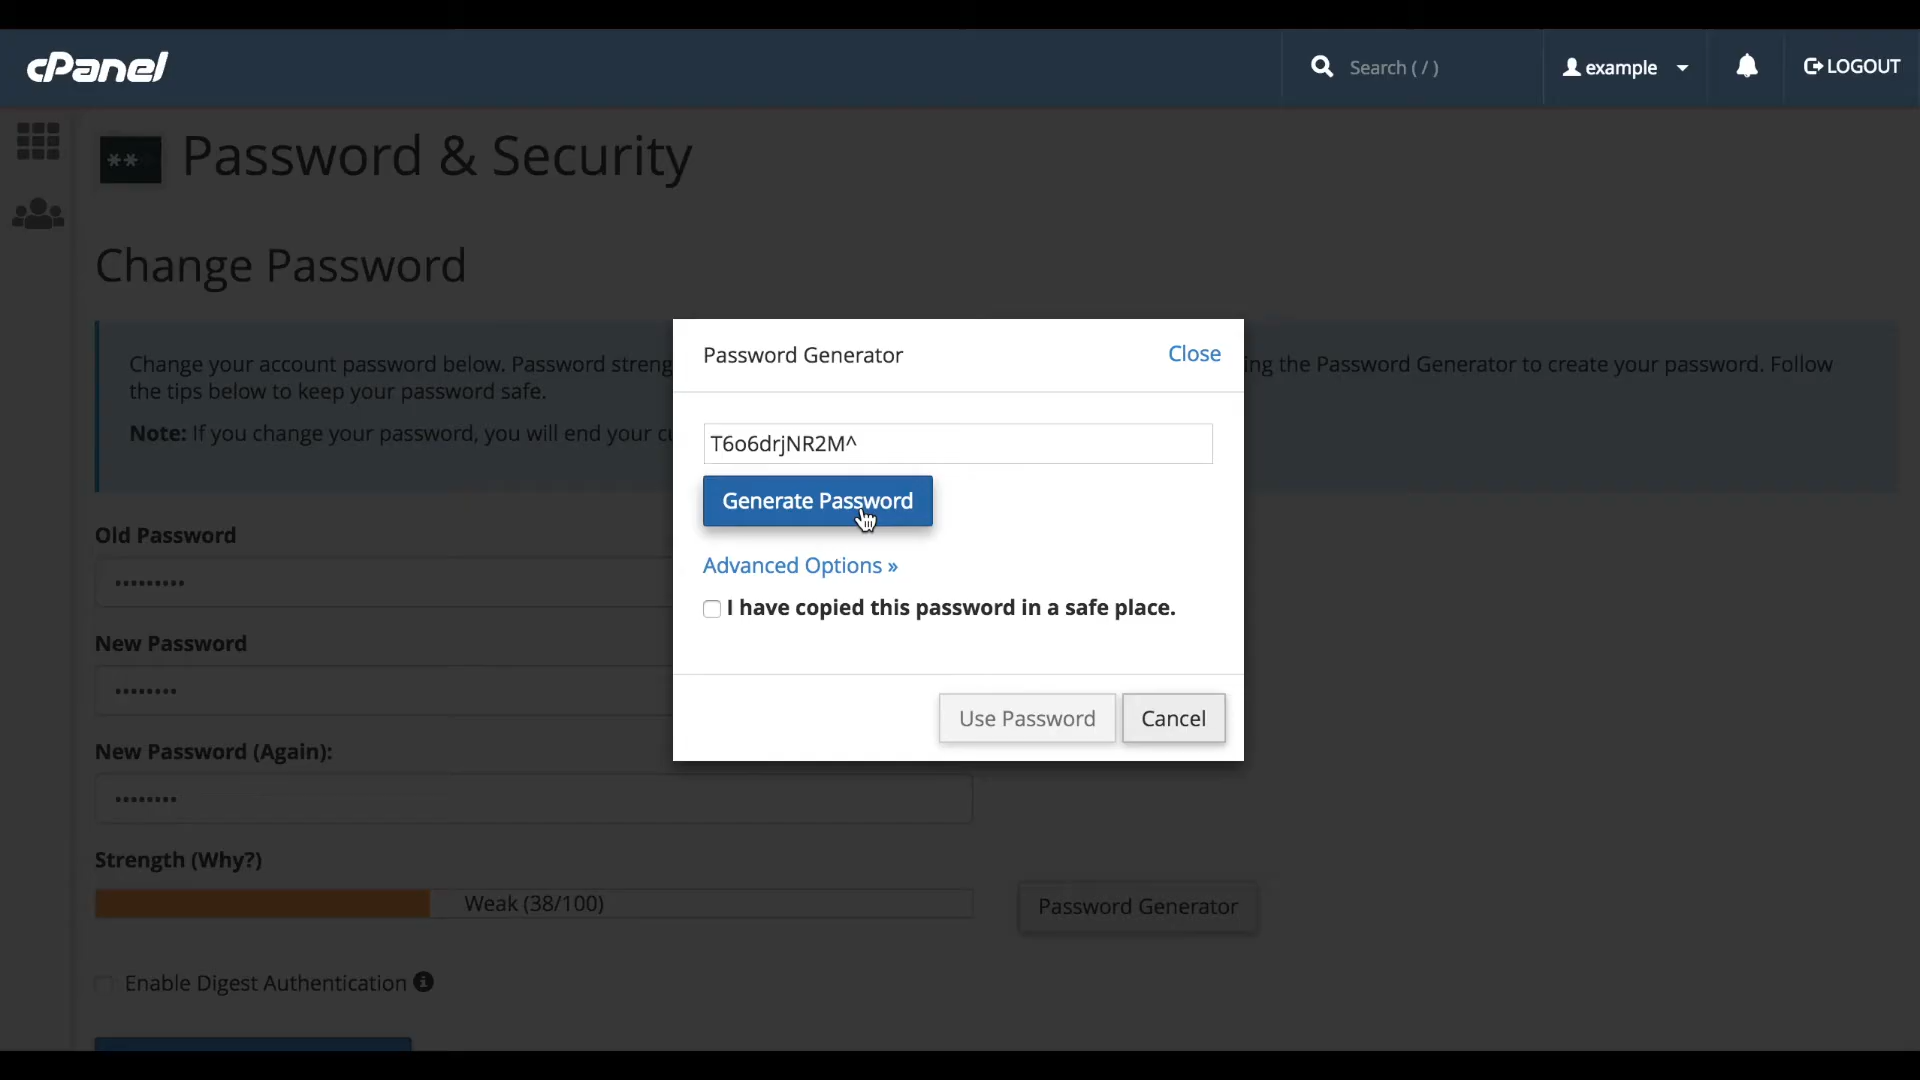 cPanel
Search ( / )
example
LOGOUT
** Password & Security
Change Password
Password Generator
Close
Change your account password below. Password streng
ing the Password Generator to create your password. Follow
the tips below to keep your password safe.
Note: If you change your password, you will end your
T6o6drjNR2M^
Generate Password
Old Password
•••••••••
Advanced Options »
I have copied this password in a safe place.
New Password
••••••••
Use Password
Cancel
New Password (Again):
••••••••
Strength (Why?)
Weak (38/100)
Password Generator
Enable Digest Authentication